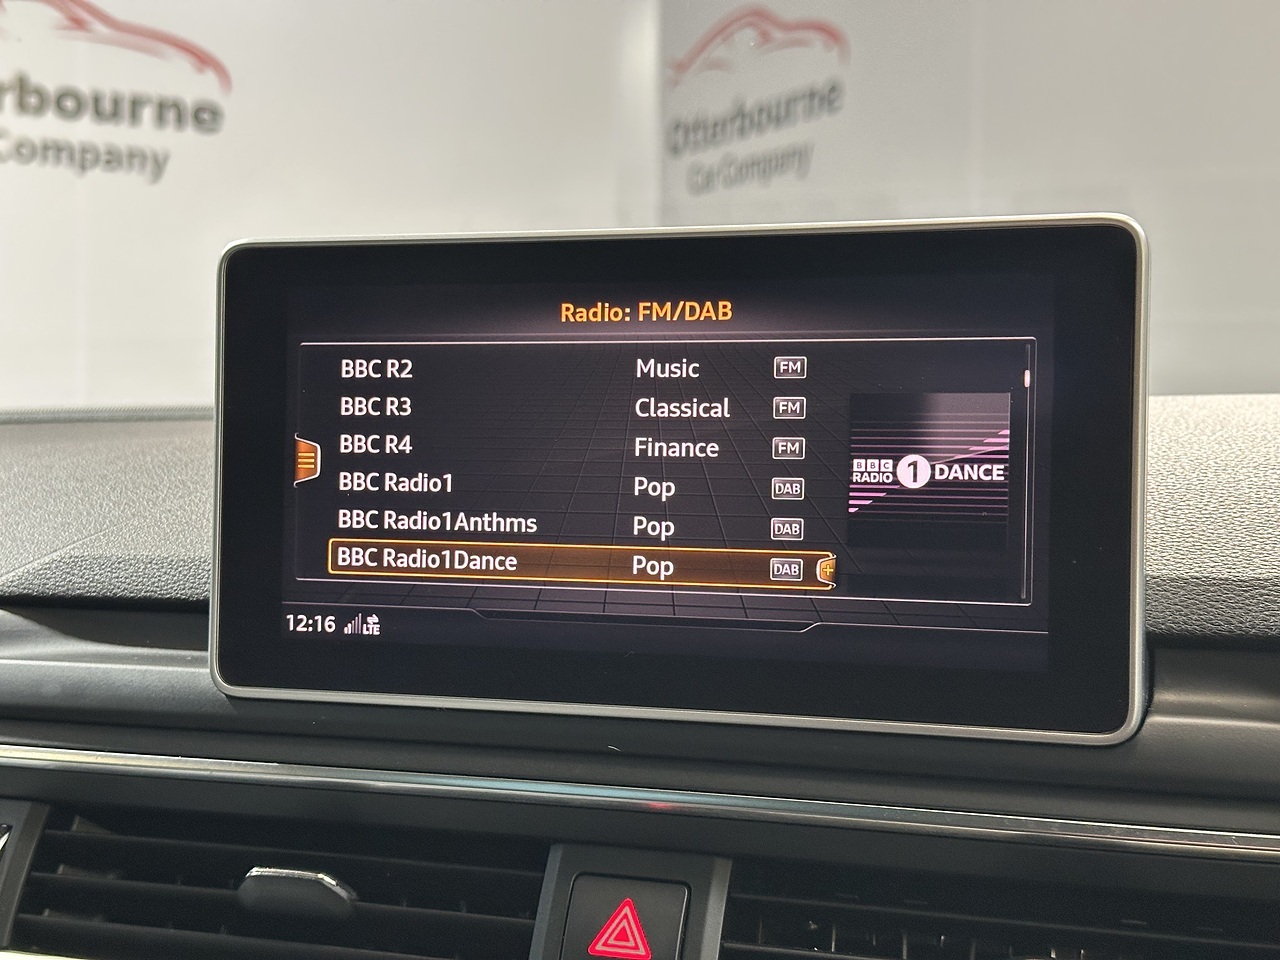 rbourne
Company
Otterbourne
Car Company
Radio: FM/DAB
BBC R2 Music FM
BBC R3 Classical FM
BBC R4 Finance FM
BBC Radio1 Pop DAB
BBC Radio1Anthms Pop DAB
BBC Radio1Dance Pop DAB
BBC RADIO 1 DANCE
12:16 LTE